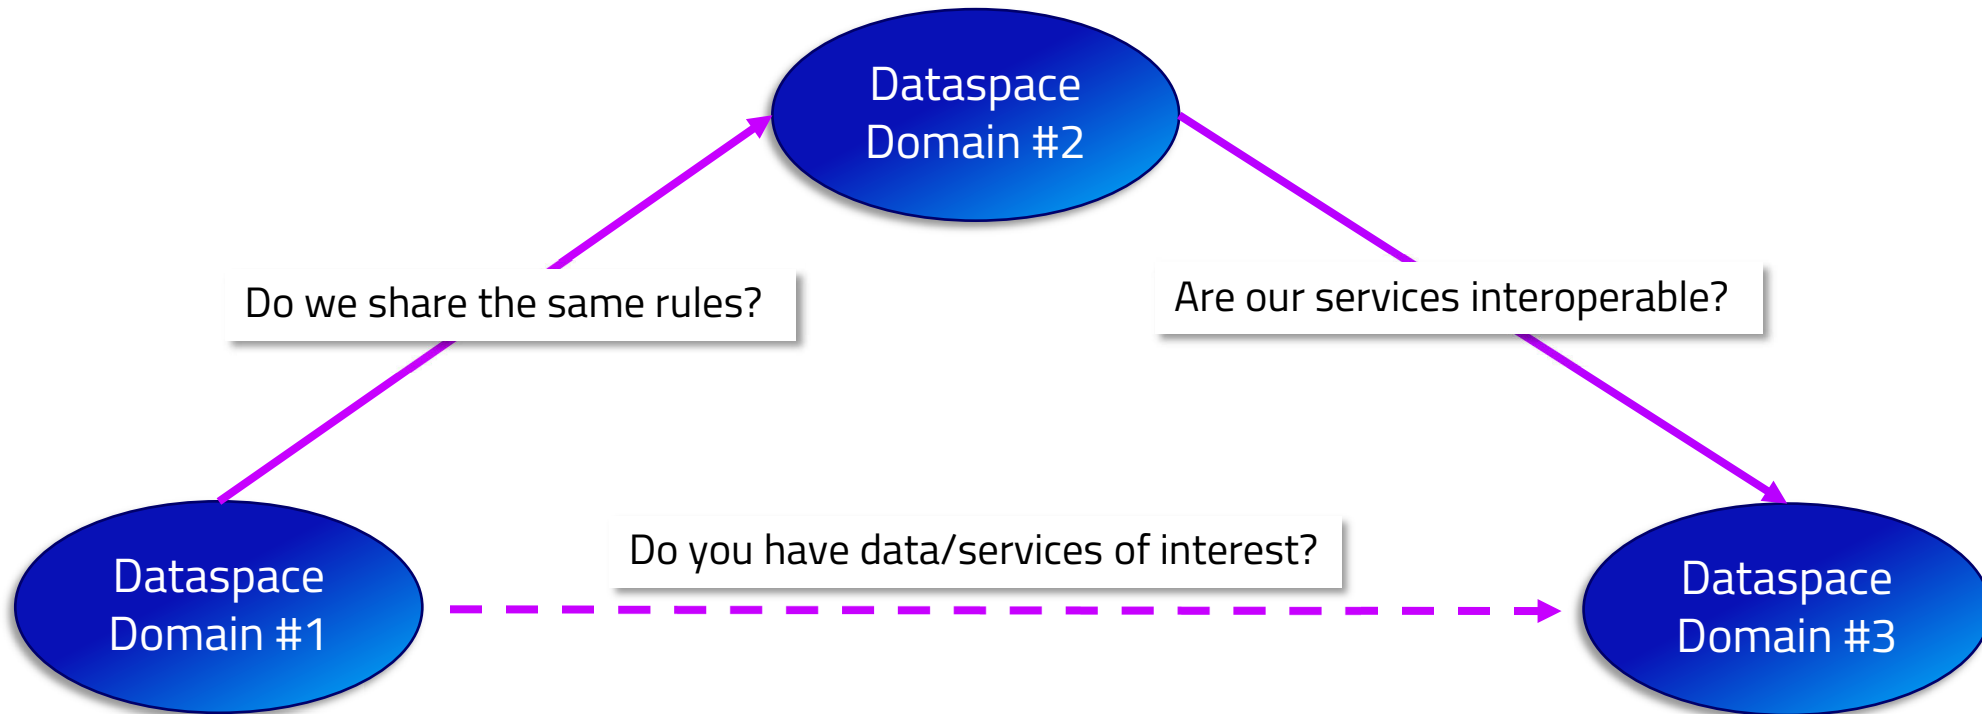 Dataspace
Domain #2
Do we share the same rules?
Are our services interoperable?
Do you have data/services of interest?
Dataspace
Domain #1
Dataspace
Domain #3